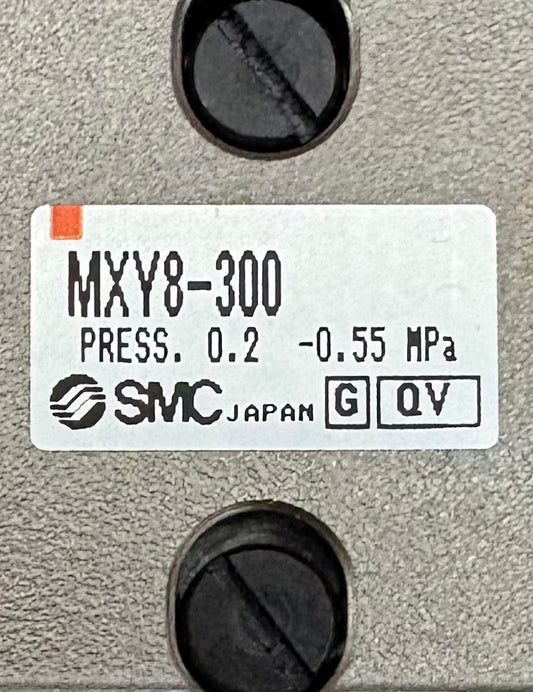 MXY8-300
PRESS. 0.2 -0.55 MPa
SMC JAPAN G QV